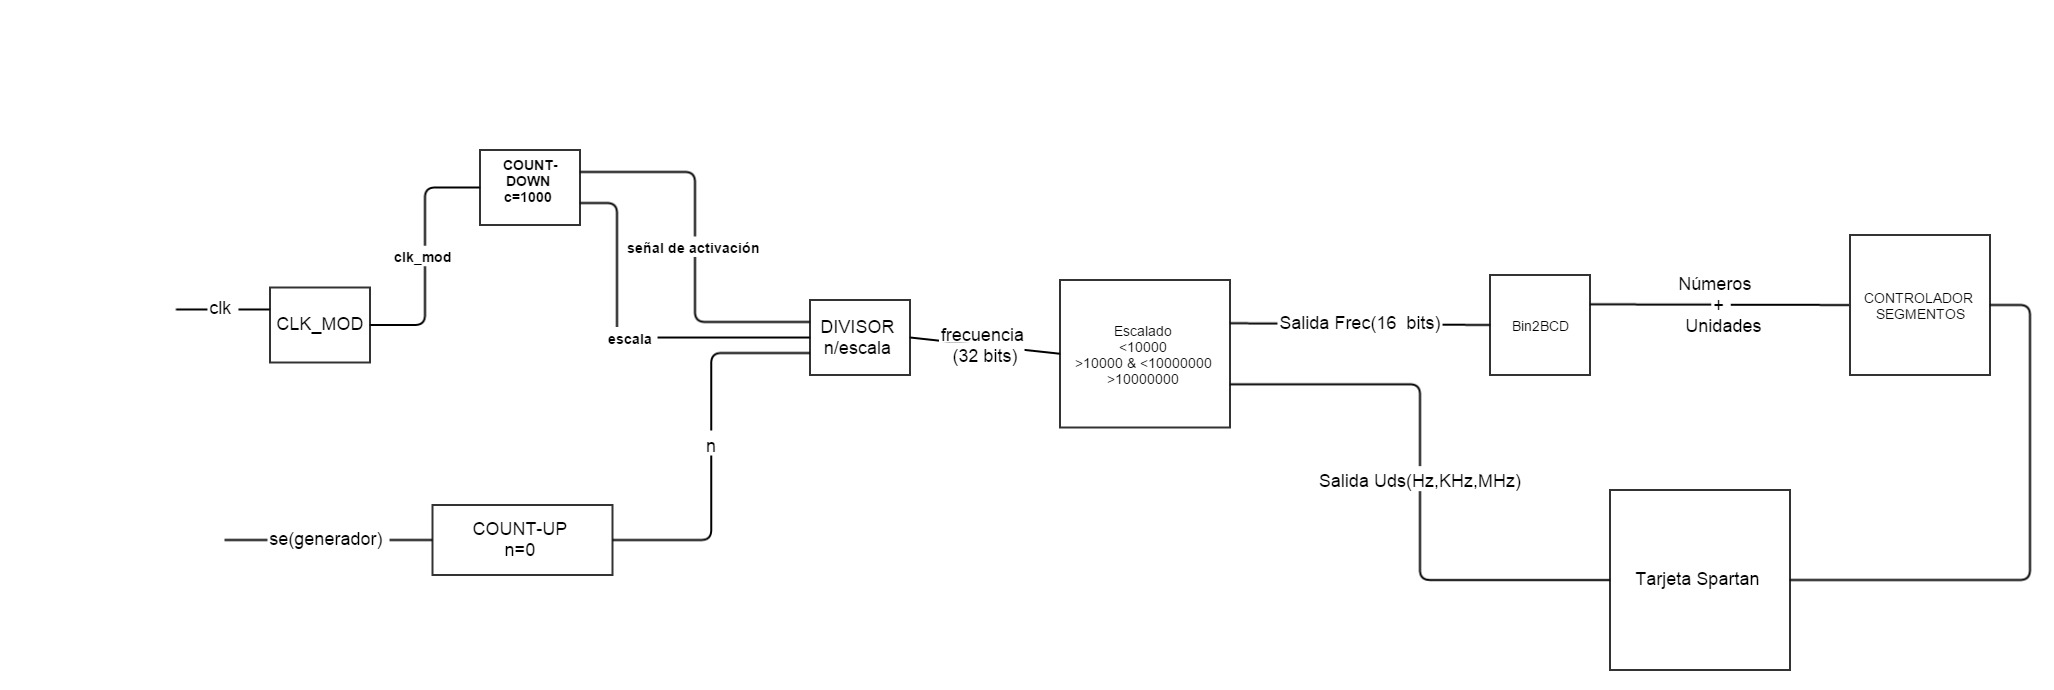 COUNT-
DOWN
c=1000
clk_mod
señal de activación
clk
CLK_MOD
escala
DIVISOR
n/escala
n
se(generador)
COUNT-UP
n=0
frecuencia
(32 bits)
Escalado
<10000
>10000 & <10000000
>10000000
Salida Frec(16 bits)
Salida Uds(Hz,KHz,MHz)
Bin2BCD
Números
+
Unidades
CONTROLADOR
SEGMENTOS
Tarjeta Spartan